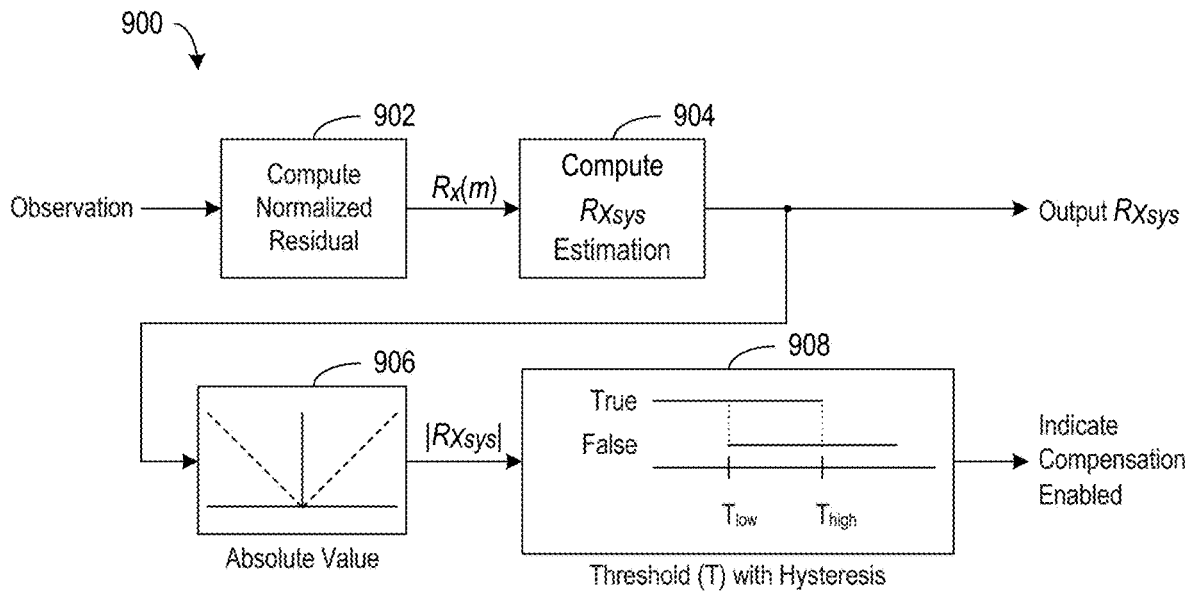 900
902
904
Compute
Normalized
Residual
Compute
RXsys
Estimation
Observation
Rx(m)
Output RXsys
906
908
|RXsys|
True
False
Tlow
Thigh
Indicate
Compensation
Enabled
Absolute Value
Threshold (T) with Hysteresis